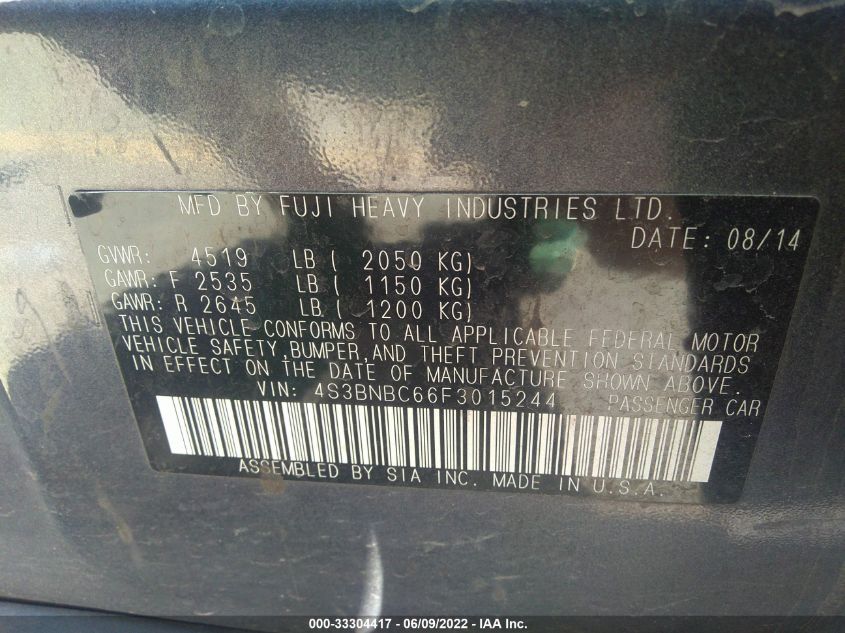 MFD BY FUJI HEAVY INDUSTRIES LTD.
DATE: 08/14
GVWR: 4519 LB ( 2050 KG)
GAWR: F 2535 LB ( 1150 KG)
GAWR: R 2645 LB ( 1200 KG)
THIS VEHICLE CONFORMS TO ALL APPLICABLE FEDERAL MOTOR
VEHICLE SAFETY,BUMPER,AND THEFT PREVENTION STANDARDS
IN EFFECT ON THE DATE OF MANUFACTURE SHOWN ABOVE.
VIN: 4S3BNBC66F3015244 PASSENGER CAR
ASSEMBLED BY SIA INC. MADE IN U.S.A.
000-33304417 - 06/09/2022 - IAA Inc.